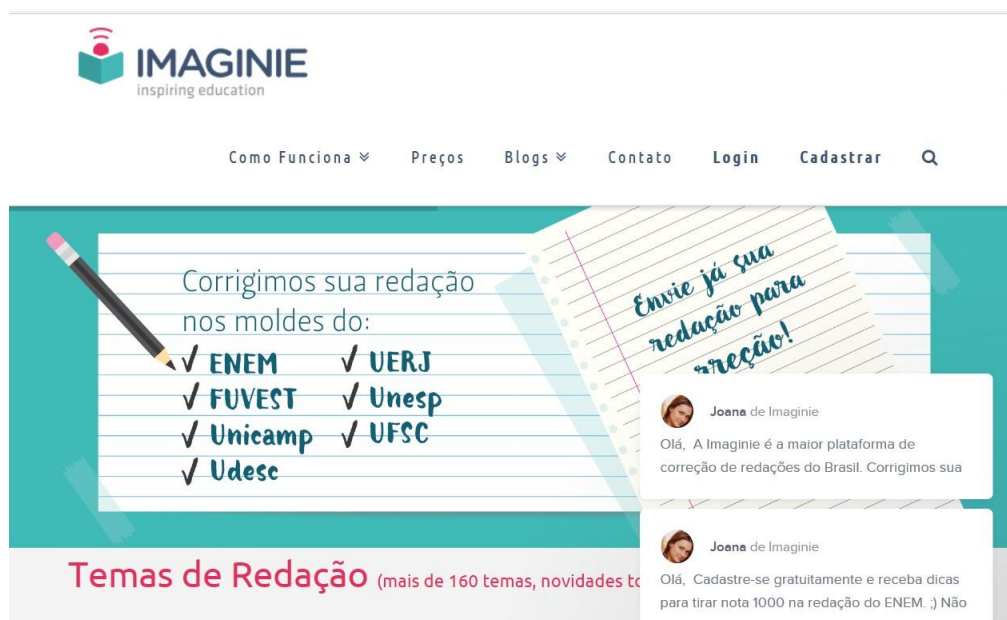 IMAGINIE
inspiring education
Como Funciona Preços Blogs Contato Login Cadastrar
Corrigimos sua redação
nos moldes do:
ENEM UERJ
FUVEST Unesp
Unicamp UFSC
Udesc
Envie já sua
redação para
rreção!
Joana de Imaginie
Olá, A Imaginie é a maior plataforma de
correção de redações do Brasil. Corrigimos sua
Joana de Imaginie
Olá, Cadastre-se gratuitamente e receba dicas
para tirar nota 1000 na redação do ENEM. ;) Não
Temas de Redação (mais de 160 temas, novidades to